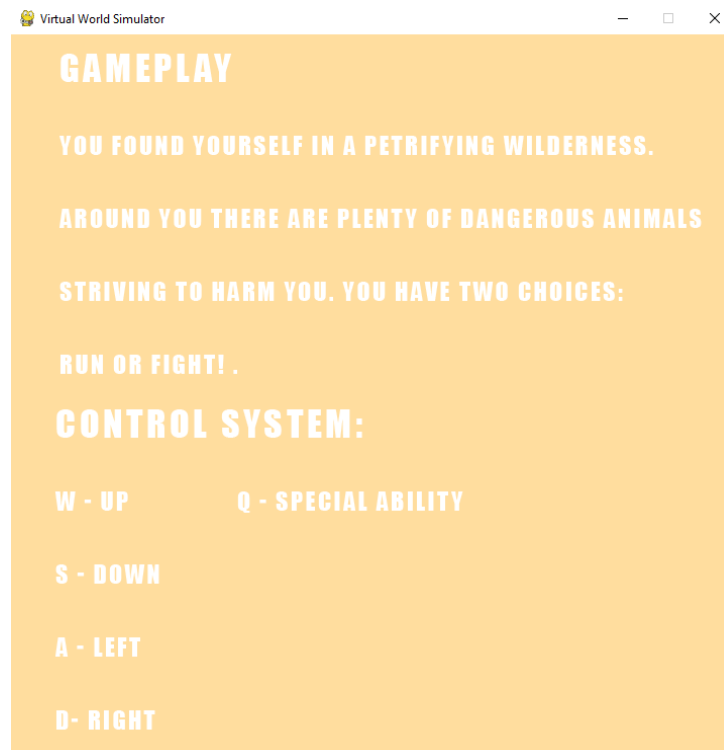 Virtual World Simulator
GAMEPLAY
YOU FOUND YOURSELF IN A PETRIFYING WILDERNESS.
AROUND YOU THERE ARE PLENTY OF DANGEROUS ANIMALS
STRIVING TO HARM YOU. YOU HAVE TWO CHOICES:
RUN OR FIGHT! .
CONTROL SYSTEM:
W - UP Q - SPECIAL ABILITY
S - DOWN
A - LEFT
D- RIGHT